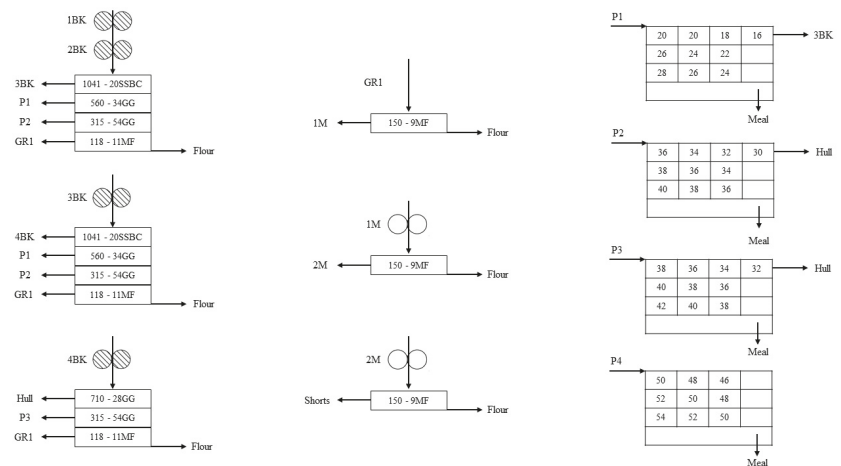 1BK
2BK
3BK
1041 - 20SSBC
P1
560 - 34GG
P2
315 - 54GG
GR1
118 - 11MF
Flour
3BK
4BK
1041 - 20SSBC
P1
560 - 34GG
P2
315 - 54GG
GR1
118 - 11MF
Flour
4BK
Hull
710 - 28GG
P3
315 - 54GG
GR1
118 - 11MF
Flour
GR1
1M
150 - 9MF
Flour
1M
2M
150 - 9MF
Flour
2M
Shorts
150 - 9MF
Flour
P1
20 20 18 16
3BK
26 24 22
28 26 24
Meal
P2
36 34 32 30
Hull
38 36 34
40 38 36
Meal
P3
38 36 34 32
Hull
40 38 36
42 40 38
Meal
P4
50 48 46
52 50 48
54 52 50
Meal